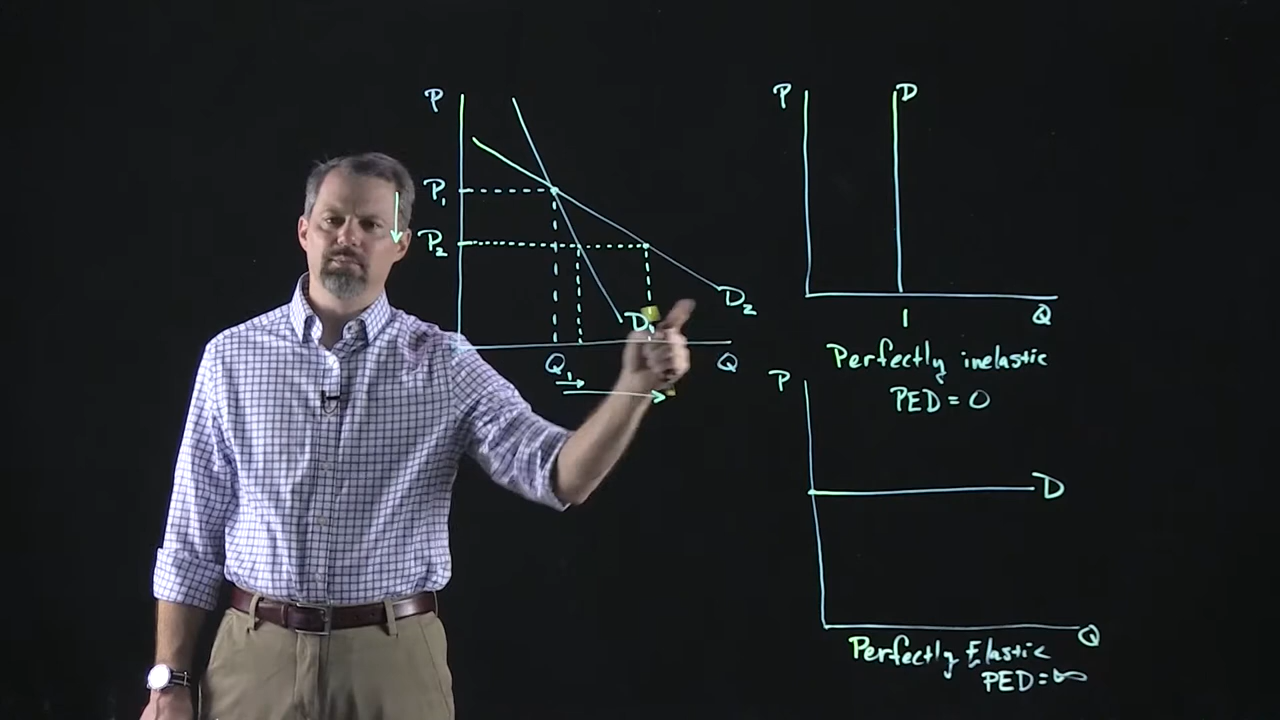 P
P₁
P₂
D₁
D₂
Q₁
Q
P
D
1
Q
Perfectly inelastic
PED = 0
P
D
Q
Perfectly Elastic
PED = ∞